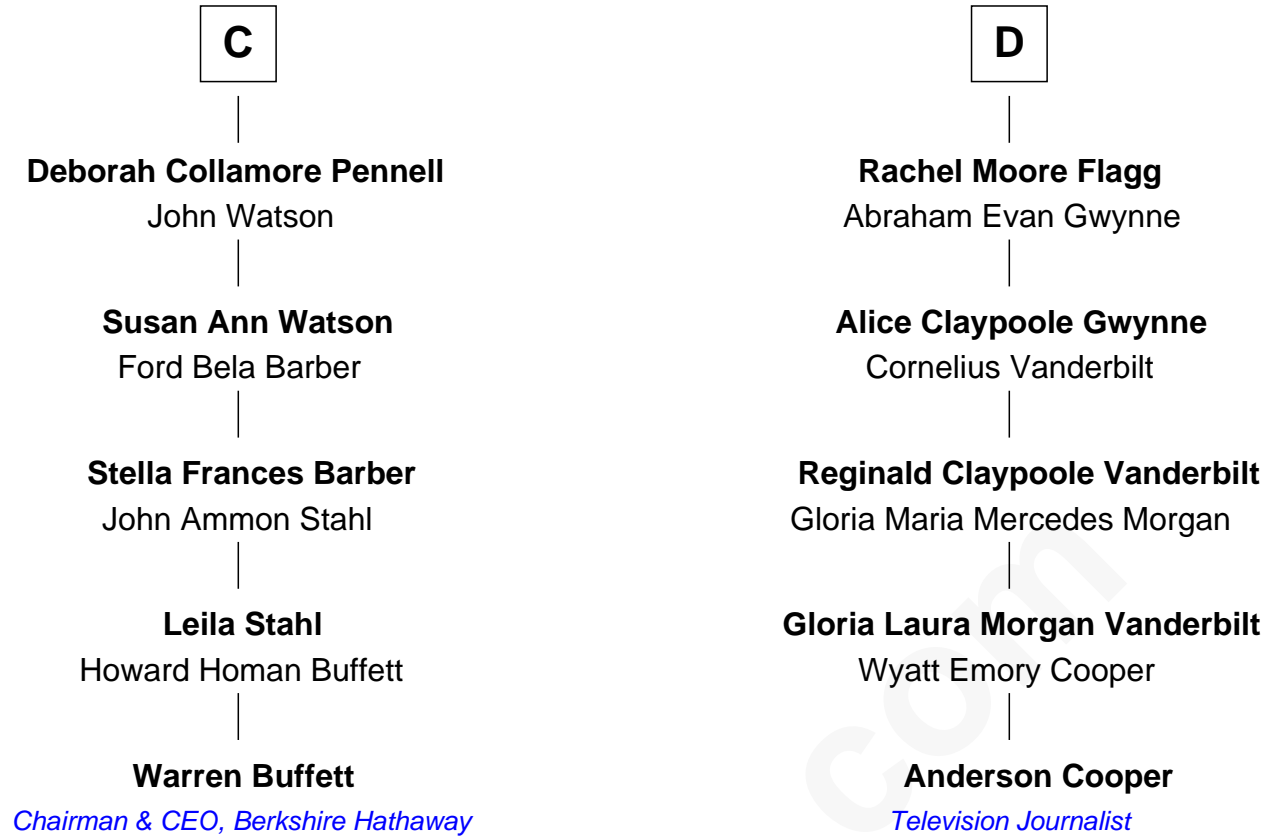 C
Deborah Collamore Pennell
John Watson
Susan Ann Watson
Ford Bela Barber
Stella Frances Barber
John Ammon Stahl
Leila Stahl
Howard Homan Buffett
Warren Buffett
Chairman & CEO, Berkshire Hathaway
D
Rachel Moore Flagg
Abraham Evan Gwynne
Alice Claypoole Gwynne
Cornelius Vanderbilt
Reginald Claypoole Vanderbilt
Gloria Maria Mercedes Morgan
Gloria Laura Morgan Vanderbilt
Wyatt Emory Cooper
Anderson Cooper
Television Journalist
com